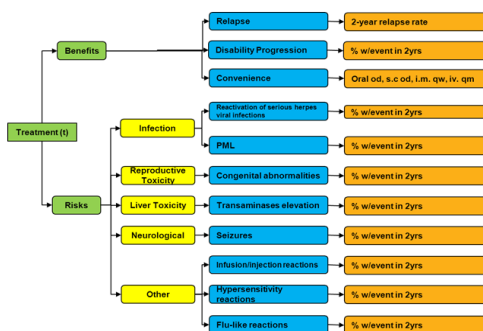 Treatment (t)
Benefits
Relapse
2-year relapse rate
Disability Progression
% w/event in 2yrs
Convenience
Oral od, s.c od, i.m. qw, iv. qm
Risks
Infection
Reactivation of serious herpes
viral infections
% w/event in 2yrs
PML
% w/event in 2yrs
Reproductive
Toxicity
Congenital abnormalities
% w/event in 2yrs
Liver Toxicity
Transaminases elevation
% w/event in 2yrs
Neurological
Seizures
% w/event in 2yrs
Other
Infusion/injection reactions
% w/event in 2yrs
Hypersensitivity
reactions
% w/event in 2yrs
Flu-like reactions
% w/event in 2yrs